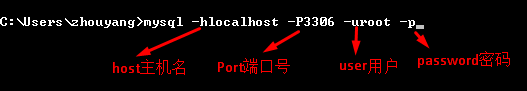 C:\Users\zhouyang>mysql -hlocalhost -P3306 -uroot -p_
host主机名 Port端口号 user用户 password密码